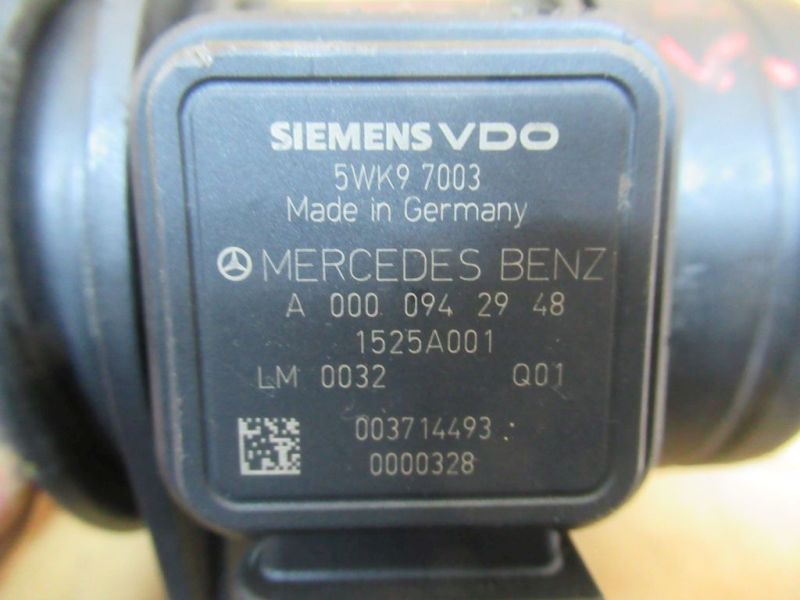 SIEMENS VDO
5WK9 7003
Made in Germany
MERCEDES BENZ
A 000 094 29 48
1525A001
LM 0032 Q01
003714493
0000328